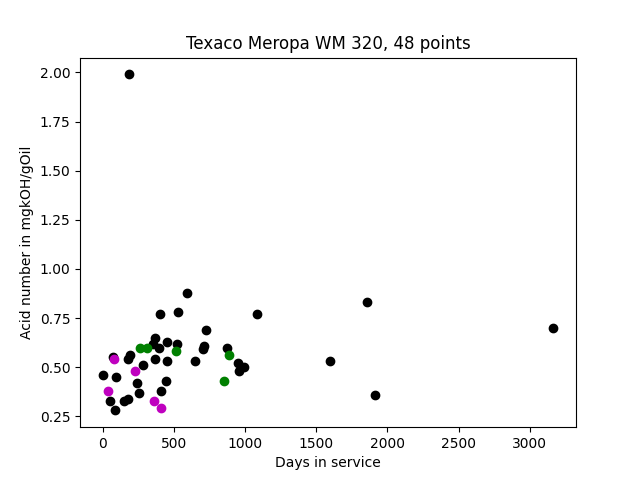 Texaco Meropa WM 320, 48 points
2.00
1.75
1.50
1.25
1.00
0.75
0.50
0.25
Acid number in mgkOH/gOil
0 500 1000 1500 2000 2500 3000
Days in service